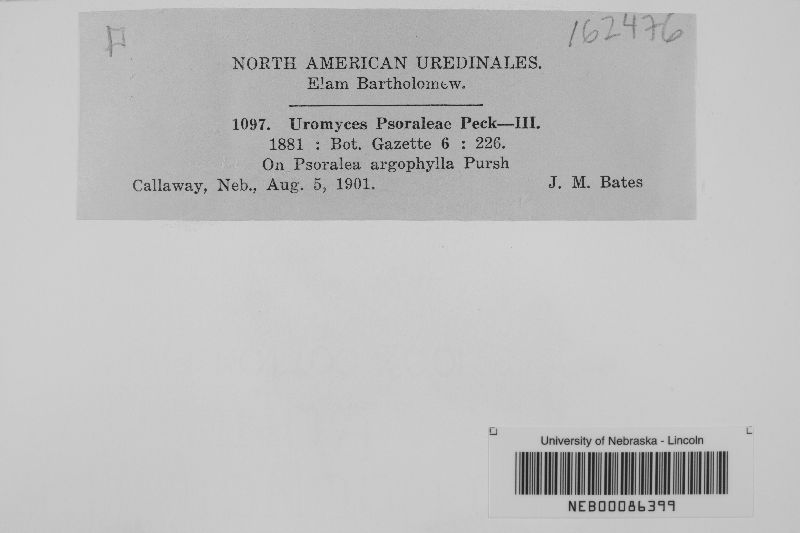 162476
NORTH AMERICAN UREDINALES.
Elam Bartholomew.
1097. Uromyces Psoraleae Peck—III.
1881 : Bot. Gazette 6 : 226.
On Psoralea argophylla Pursh
Callaway, Neb., Aug. 5, 1901. J. M. Bates
University of Nebraska - Lincoln
NEB00086399